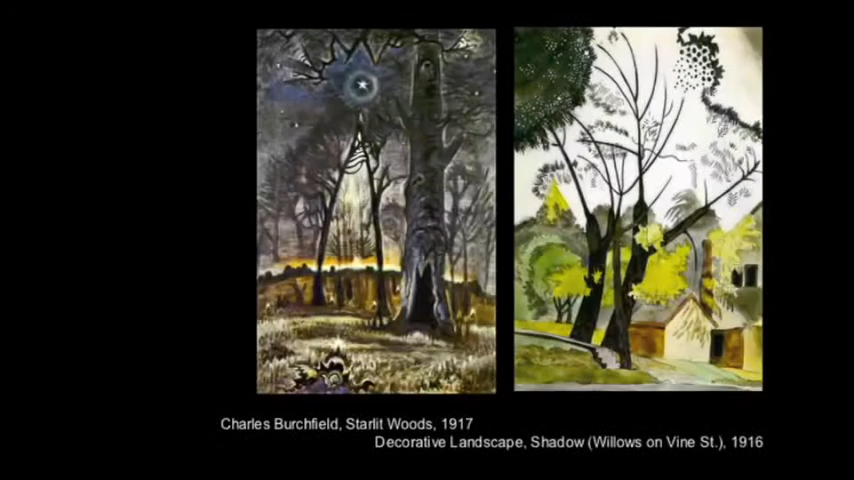 Charles Burchfield, Starlit Woods, 1917
Decorative Landscape, Shadow (Willows on Vine St.), 1916